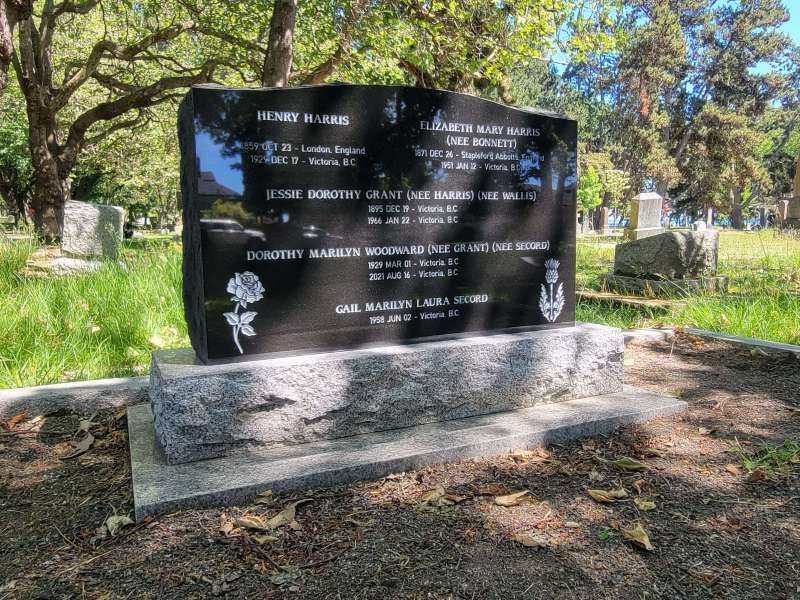 HENRY HARRIS
1859 OCT 23 - London, England
1929 DEC 17 - Victoria, B.C.
ELIZABETH MARY HARRIS
(NEE BONNETT)
1871 DEC 26 - Stapleford Abbotts, England
1951 JAN 12 - Victoria, B.C.
JESSIE DOROTHY GRANT (NEE HARRIS) (NEE WALLIS)
1895 DEC 19 - Victoria, B.C
1966 JAN 22 - Victoria, B.C
DOROTHY MARILYN WOODWARD (NEE GRANT) (NEE SECORD)
1929 MAR 01 - Victoria, B.C
2021 AUG 16 - Victoria, B.C
GAIL MARILYN LAURA SECORD
1958 JUN 02 - Victoria, B.C